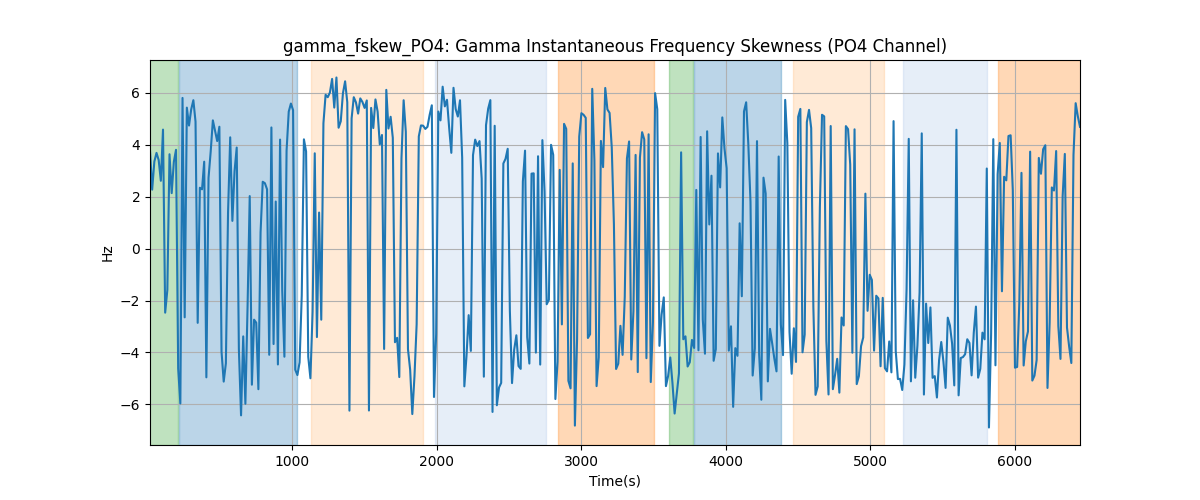 gamma_fskew_PO4: Gamma Instantaneous Frequency Skewness (PO4 Channel)
6
4
2
0
−2
−4
−6
Hz
1000 2000 3000 4000 5000 6000
Time(s)